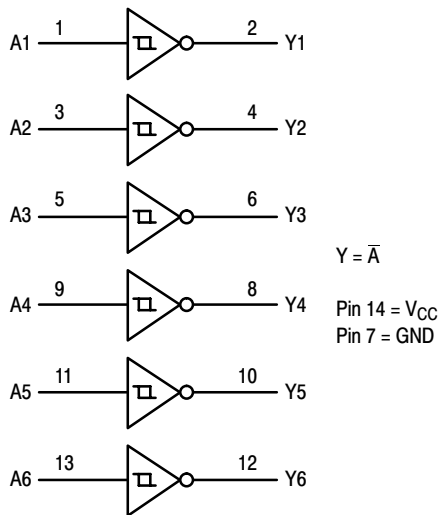 A1 1 2 Y1
A2 3 4 Y2
A3 5 6 Y3
Y = A̅
A4 9 8 Y4
Pin 14 = VCC
Pin 7 = GND
A5 11 10 Y5
A6 13 12 Y6